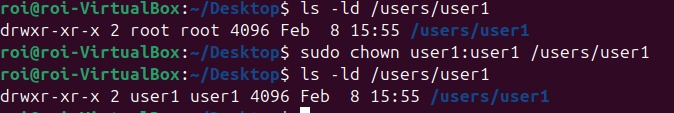 roi@roi-VirtualBox:~/Desktop$ ls -ld /users/user1
drwxr-xr-x 2 root root 4096 Feb  8 15:55 /users/user1
roi@roi-VirtualBox:~/Desktop$ sudo chown user1:user1 /users/user1
roi@roi-VirtualBox:~/Desktop$ ls -ld /users/user1
drwxr-xr-x 2 user1 user1 4096 Feb  8 15:55 /users/user1
roi@roi-VirtualBox:~/Desktop$